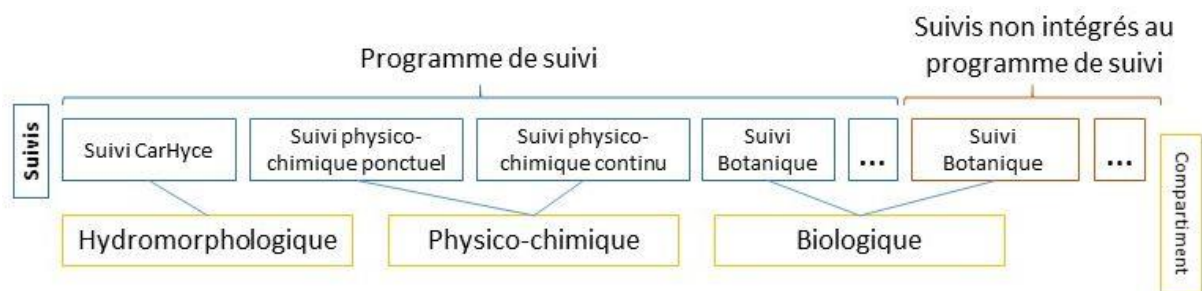 Programme de suivi
Suivis non intégrés au
programme de suivi
Suivis
Suivi CarHyce
Suivi physico-
chimique ponctuel
Suivi physico-
chimique continu
Suivi
Botanique
...
Suivi
Botanique
...
Hydromorphologique
Physico-chimique
Biologique
Compartiment